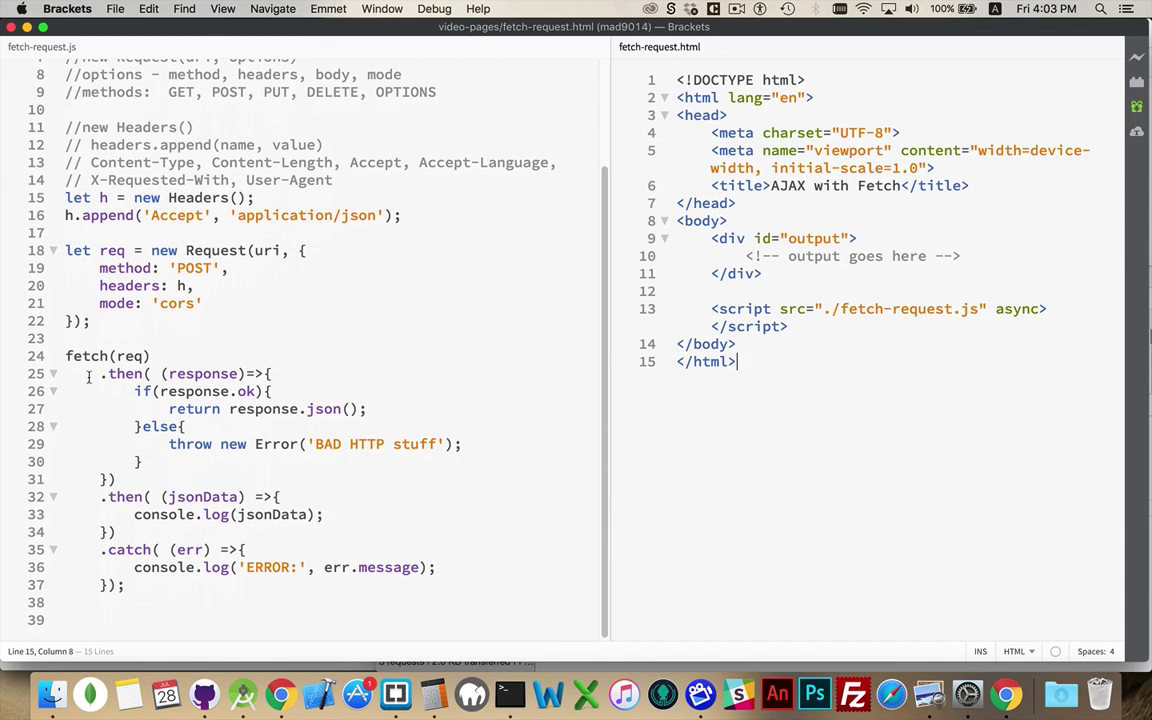 Brackets File Edit Find View Navigate Emmet Window Debug Help 100% A Fri 4:03 PM
video-pages/fetch-request.html (mad9014) — Brackets
fetch-request.js
8 //options - method, headers, body, mode
9 //methods: GET, POST, PUT, DELETE, OPTIONS
10
11 //new Headers()
12 // headers.append(name, value)
13 // Content-Type, Content-Length, Accept, Accept-Language,
14 // X-Requested-With, User-Agent
15 let h = new Headers();
16 h.append('Accept', 'application/json');
17
18 let req = new Request(uri, {
19 method: 'POST',
20 headers: h,
21 mode: 'cors'
22 });
23
24 fetch(req)
25 .then( (response)=>{
26 if(response.ok){
27 return response.json();
28 }else{
29 throw new Error('BAD HTTP stuff');
30 }
31 })
32 .then( (jsonData) =>{
33 console.log(jsonData);
34 })
35 .catch( (err) =>{
36 console.log('ERROR:', err.message);
37 });
38
39
fetch-request.html
1 <!DOCTYPE html>
2 <html lang="en">
3 <head>
4 <meta charset="UTF-8">
5 <meta name="viewport" content="width=device-
width, initial-scale=1.0">
6 <title>AJAX with Fetch</title>
7 </head>
8 <body>
9 <div id="output">
10 <!-- output goes here -->
11 </div>
12
13 <script src="./fetch-request.js" async>
</script>
14 </body>
15 </html>
Line 15, Column 8 — 15 Lines
INS HTML Spaces: 4
JUL 28 1 W X S An Ps Fz